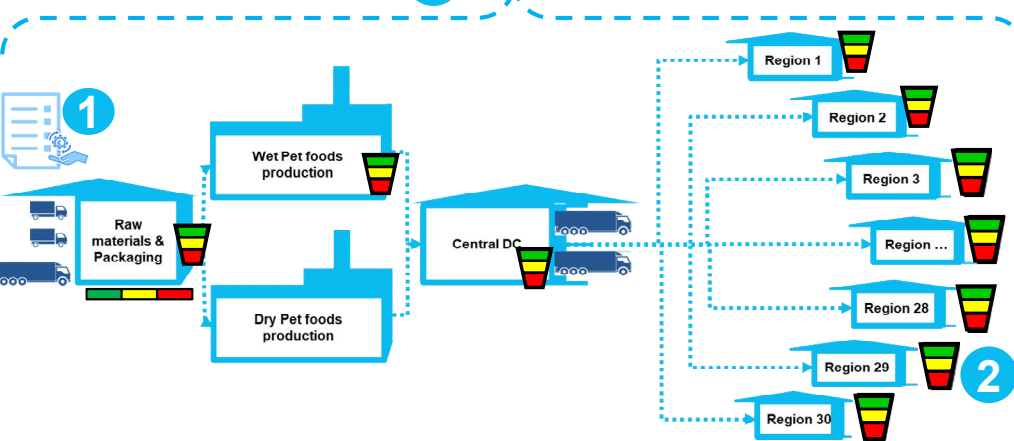 1
Raw
materials &
Packaging
Wet Pet foods
production
Dry Pet foods
production
Central DC
Region 1
Region 2
Region 3
Region ...
Region 28
Region 29
Region 30
2